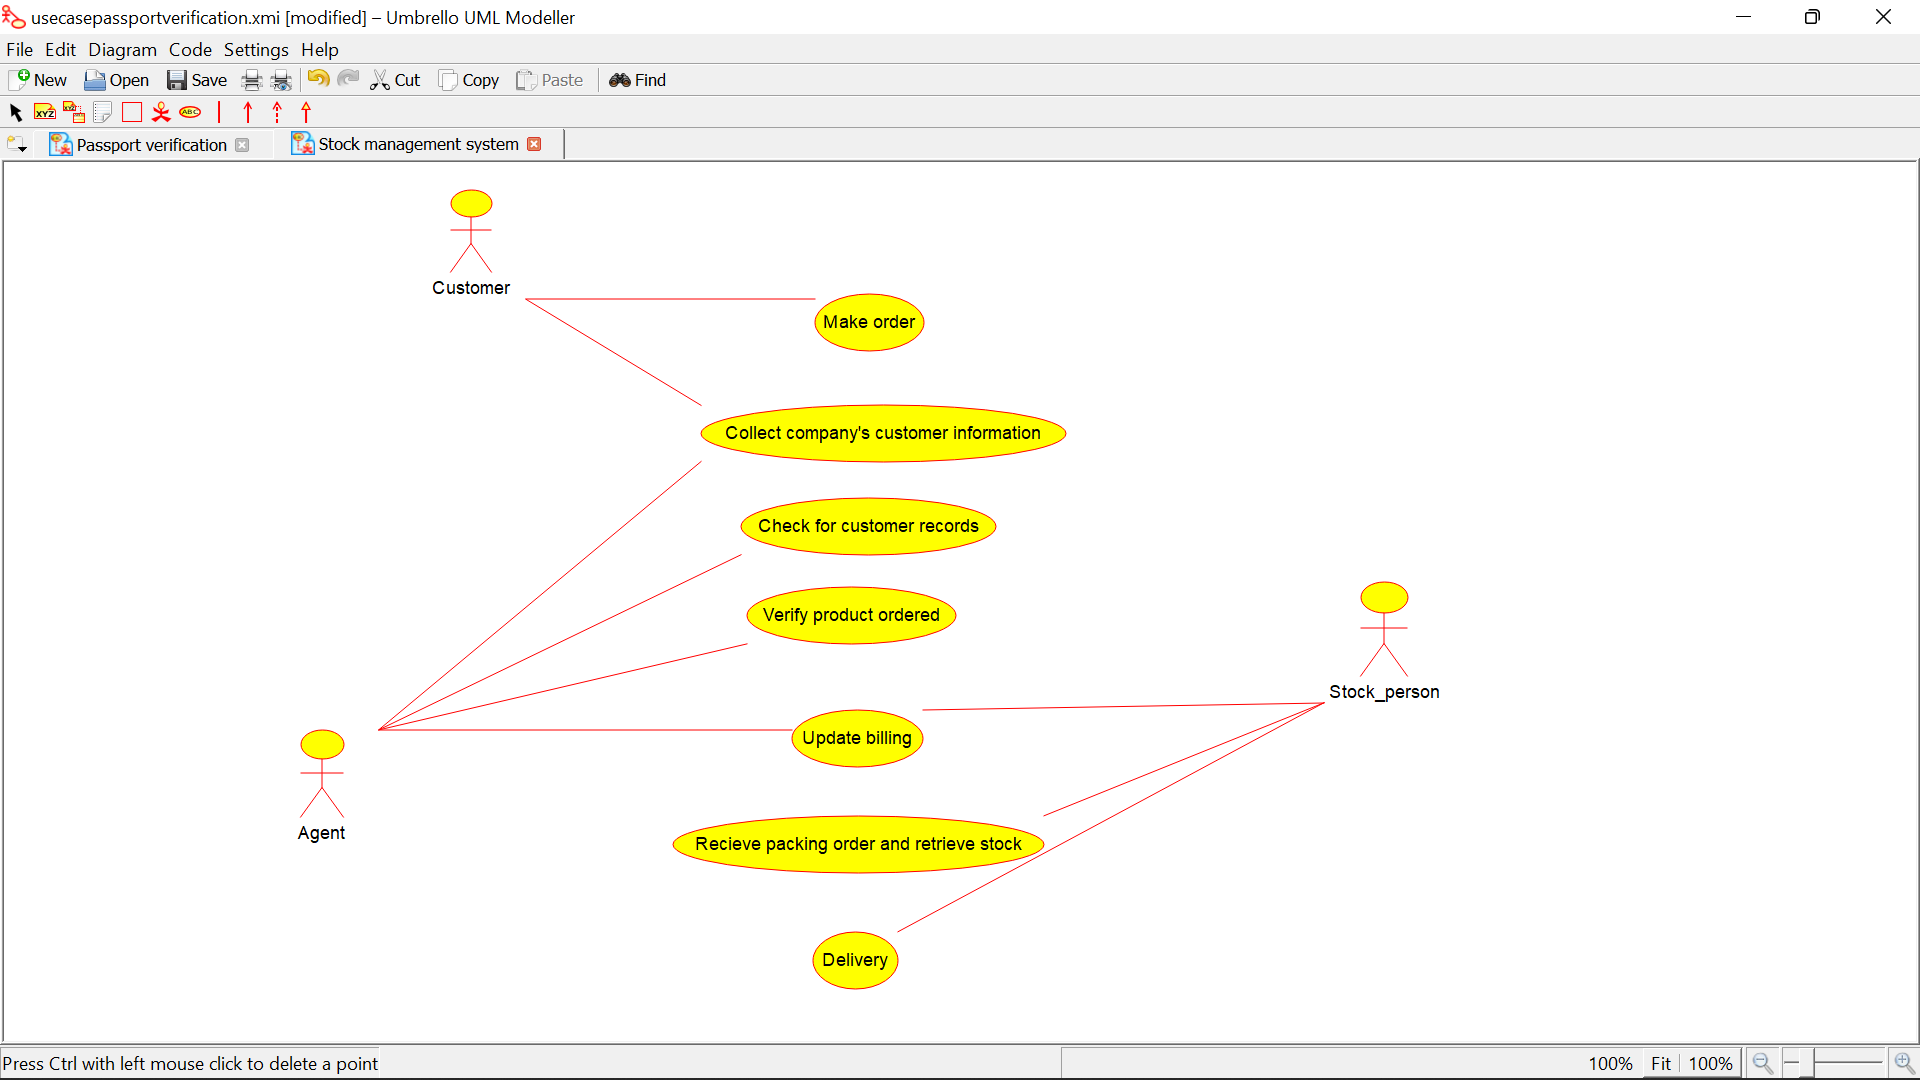 usecasepassportverification.xmi [modified] – Umbrello UML Modeller
File Edit Diagram Code Settings Help
New Open Save Cut Copy Paste Find
XYZ XYZ ABC
Passport verification Stock management system
Customer
Make order
Collect company's customer information
Check for customer records
Verify product ordered
Stock_person
Update billing
Agent
Recieve packing order and retrieve stock
Delivery
Press Ctrl with left mouse click to delete a point 100% Fit 100%